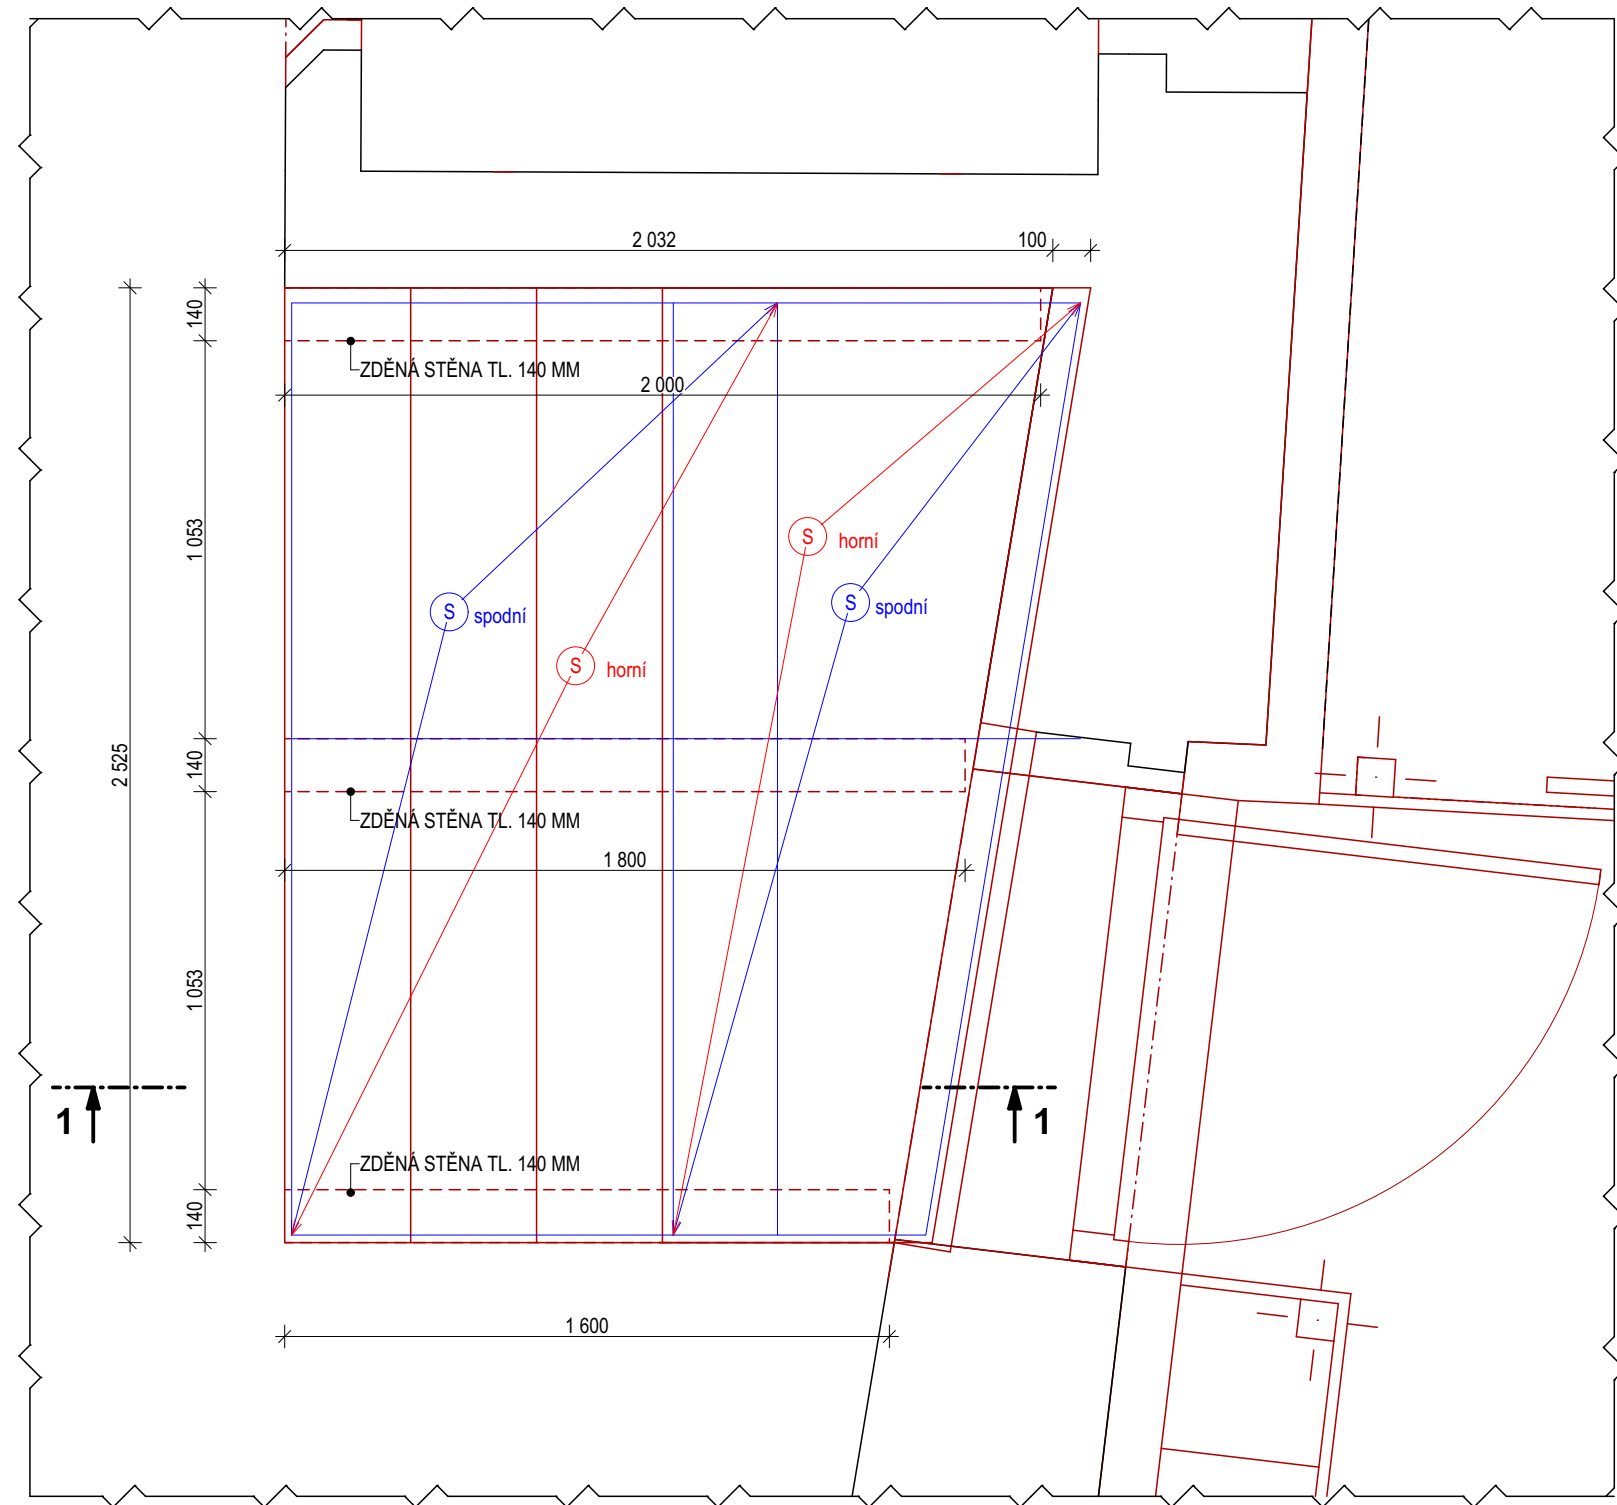 2 032
100
140
ZDĚNÁ STĚNA TL. 140 MM
2 000
1 053
S horní
S spodní
S spodní
S horní
2 525
140
ZDĚNÁ STĚNA TL. 140 MM
1 800
1 053
1
1
ZDĚNÁ STĚNA TL. 140 MM
140
1 600